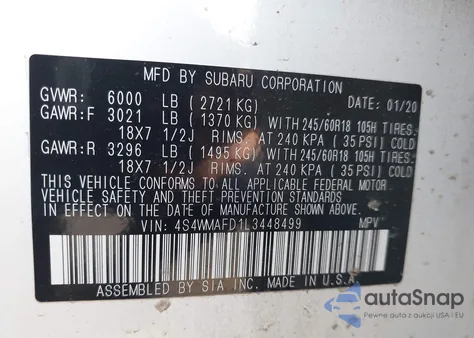 MFD BY SUBARU CORPORATION
GVWR: 6000 LB (2721 KG) DATE: 01/20
GAWR:F 3021 LB (1370 KG) WITH 245/60R18 105H TIRES,
18X7 1/2J RIMS, AT 240 KPA (35 PSI) COLD
GAWR:R 3296 LB (1495 KG) WITH 245/60R18 105H TIRES,
18X7 1/2J RIMS, AT 240 KPA (35 PSI) COLD
THIS VEHICLE CONFORMS TO ALL APPLICABLE FEDERAL MOTOR
VEHICLE SAFETY AND THEFT PREVENTION STANDARDS
IN EFFECT ON THE DATE OF MANUFACTURE SHOWN ABOVE.
VIN: 4S4WMAFD1L3448499 MPV
ASSEMBLED BY SIA INC. MADE IN U.S.A.
autoSnap
Pewne auta z aukcji USA i EU